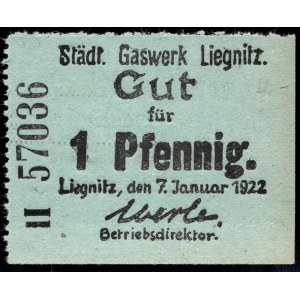 Städt. Gaswerk Liegnitz.
Gut
für
1 Pfennig.
Liegnitz, den 7. Januar 1922
Betriebsdirektor.
II 57036